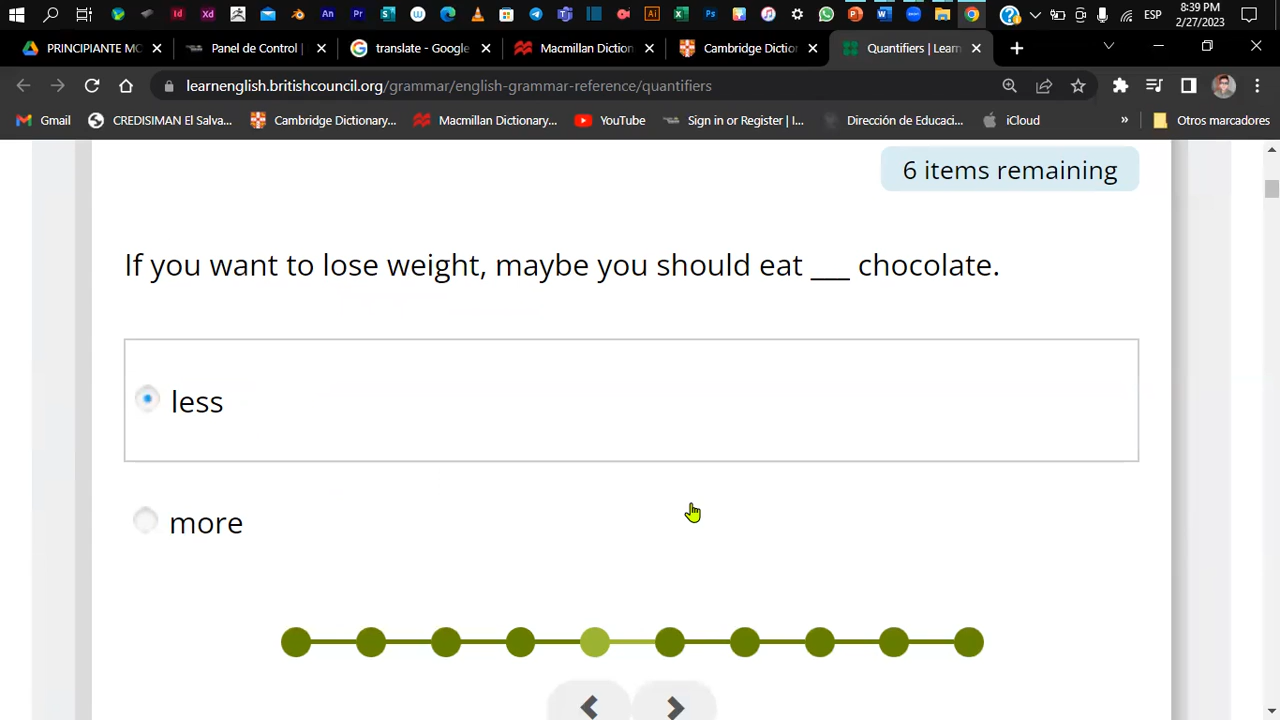 8:39 PM
ESP
2/27/2023
PRINCIPIANTE MO
Panel de Control |
translate - Google
Macmillan Diction
Cambridge Dictio
Quantifiers | Learn
learnenglish.britishcouncil.org/grammar/english-grammar-reference/quantifiers
Gmail
CREDISIMAN El Salva...
Cambridge Dictionary...
Macmillan Dictionary...
YouTube
Sign in or Register | I...
Dirección de Educaci...
iCloud
»
Otros marcadores
6 items remaining
If you want to lose weight, maybe you should eat ___ chocolate.
less
more